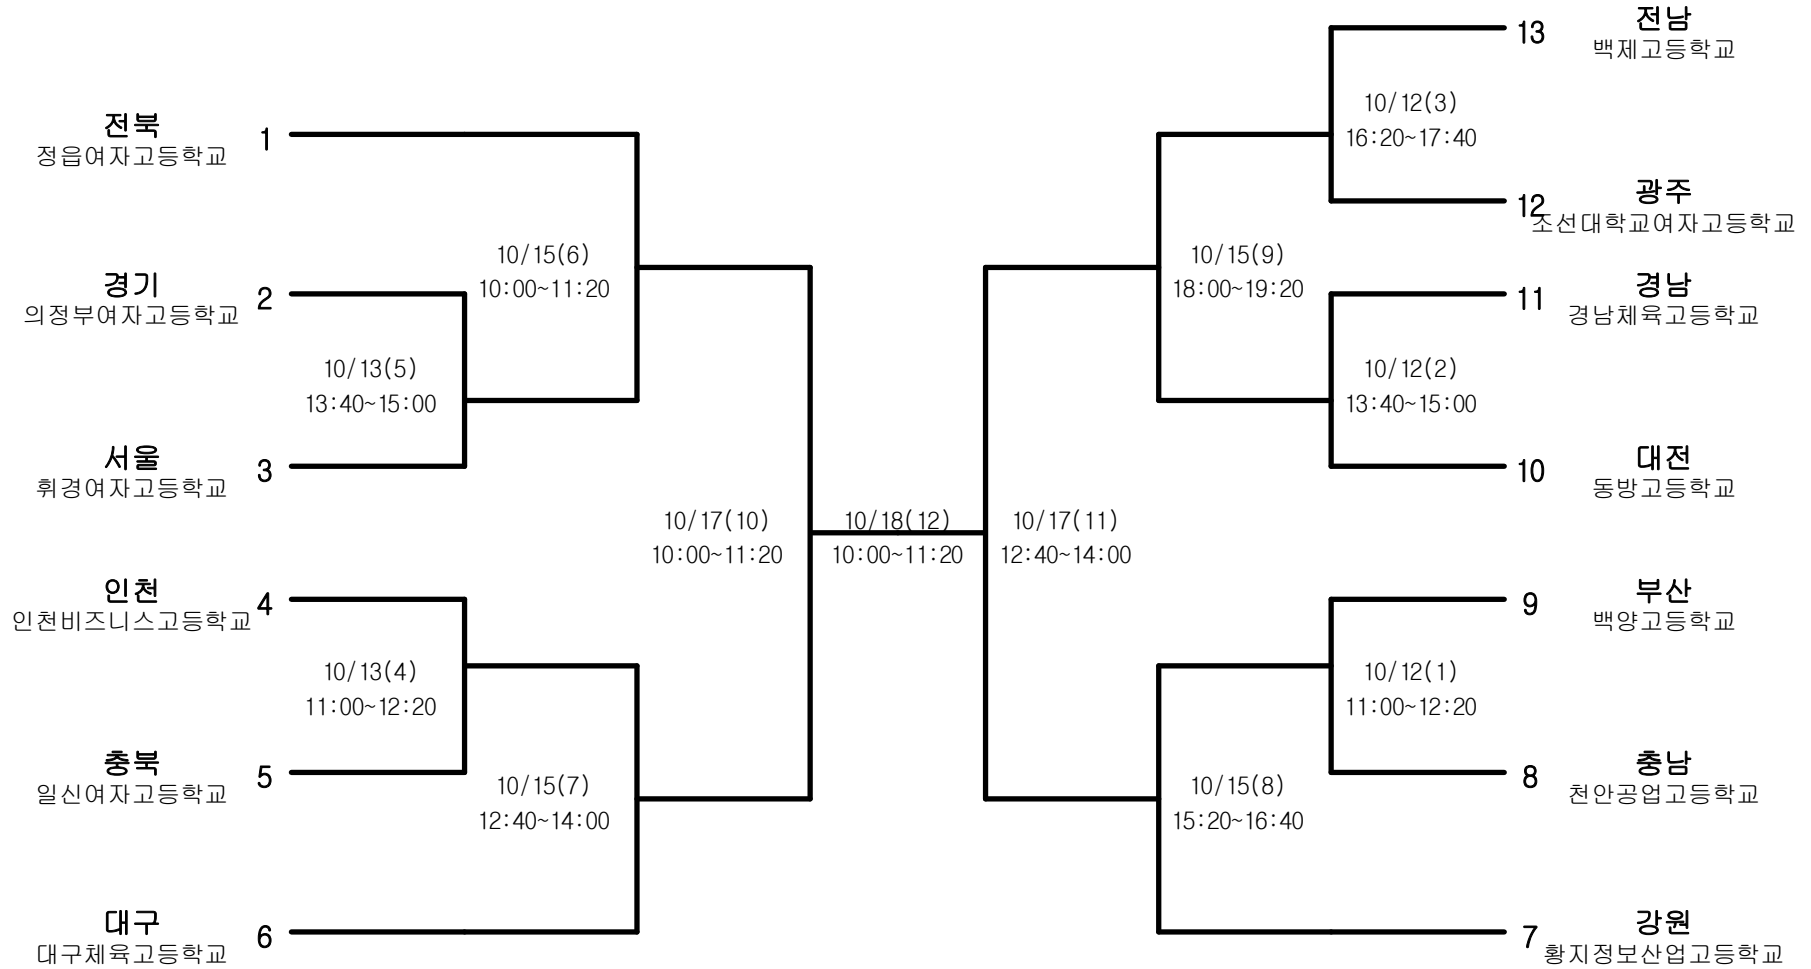 전북
정읍여자고등학교
1
경기
의정부여자고등학교
2
서울
휘경여자고등학교
3
인천
인천비즈니스고등학교
4
충북
일신여자고등학교
5
대구
대구체육고등학교
6
10/13(5)
13:40~15:00
10/13(4)
11:00~12:20
10/15(6)
10:00~11:20
10/15(7)
12:40~14:00
10/17(10)
10:00~11:20
10/18(12)
10:00~11:20
10/17(11)
12:40~14:00
10/15(9)
18:00~19:20
10/15(8)
15:20~16:40
10/12(3)
16:20~17:40
10/12(2)
13:40~15:00
10/12(1)
11:00~12:20
13
전남
백제고등학교
12
광주
조선대학교여자고등학교
11
경남
경남체육고등학교
10
대전
동방고등학교
9
부산
백양고등학교
8
충남
천안공업고등학교
7
강원
황지정보산업고등학교